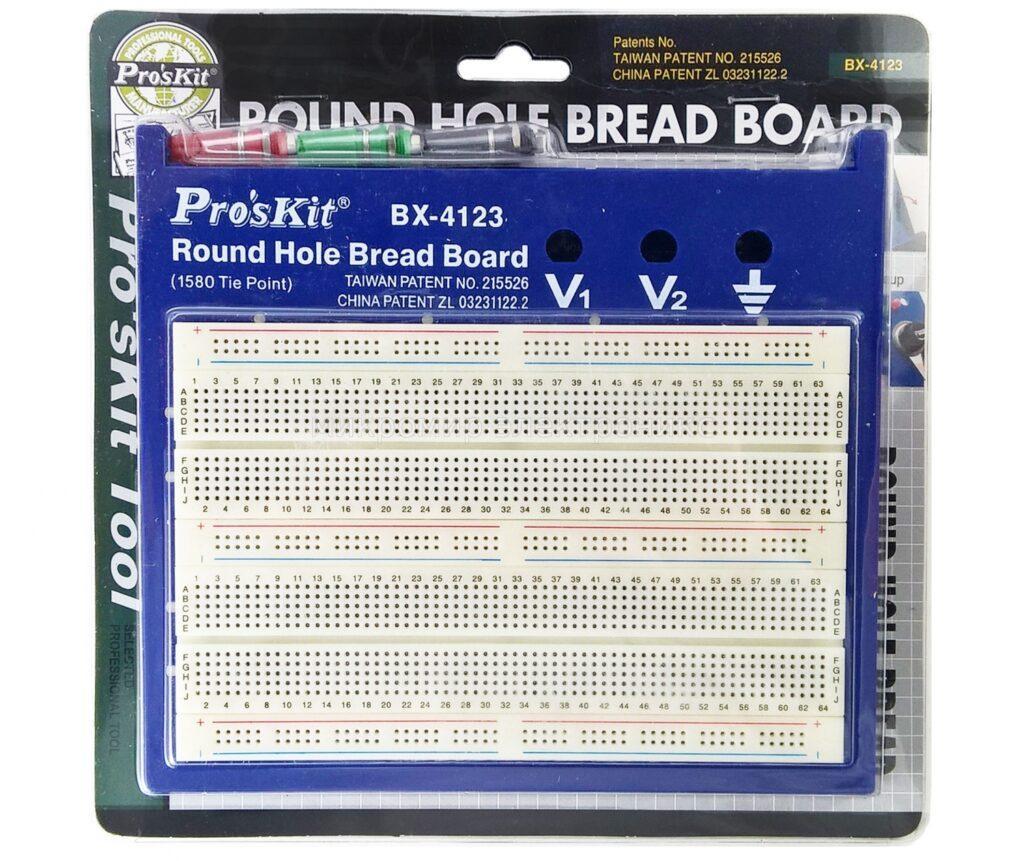 PROFESSIONAL TOOLS
Pro'sKit®
MANUFACTURER
Patents No.
TAIWAN PATENT NO. 215526
CHINA PATENT ZL 03231122.2
BX-4123
ROUND HOLE BREAD BOARD
Pro'sKit® BX-4123
Round Hole Bread Board
(1580 Tie Point)
TAIWAN PATENT NO. 215526
CHINA PATENT ZL 03231122.2
V1 V2
+ +
1 3 5 7 9 11 13 15 17 19 21 23 25 27 29 31 33 35 37 39 41 43 45 47 49 51 53 55 57 59 61 63
A A
B B
C C
D D
E E
Микромир электроники
F F
G G
H H
I I
J J
2 4 6 8 10 12 14 16 18 20 22 24 26 28 30 32 34 36 38 40 42 44 46 48 50 52 54 56 58 60 62 64
+ +
1 3 5 7 9 11 13 15 17 19 21 23 25 27 29 31 33 35 37 39 41 43 45 47 49 51 53 55 57 59 61 63
A A
B B
C C
D D
E E
F F
G G
H H
I I
J J
2 4 6 8 10 12 14 16 18 20 22 24 26 28 30 32 34 36 38 40 42 44 46 48 50 52 54 56 58 60 62 64
+ +
Pro'sKit Tool
SELECTED
PROFESSIONAL TOOL
ROUND HOLE BREAD